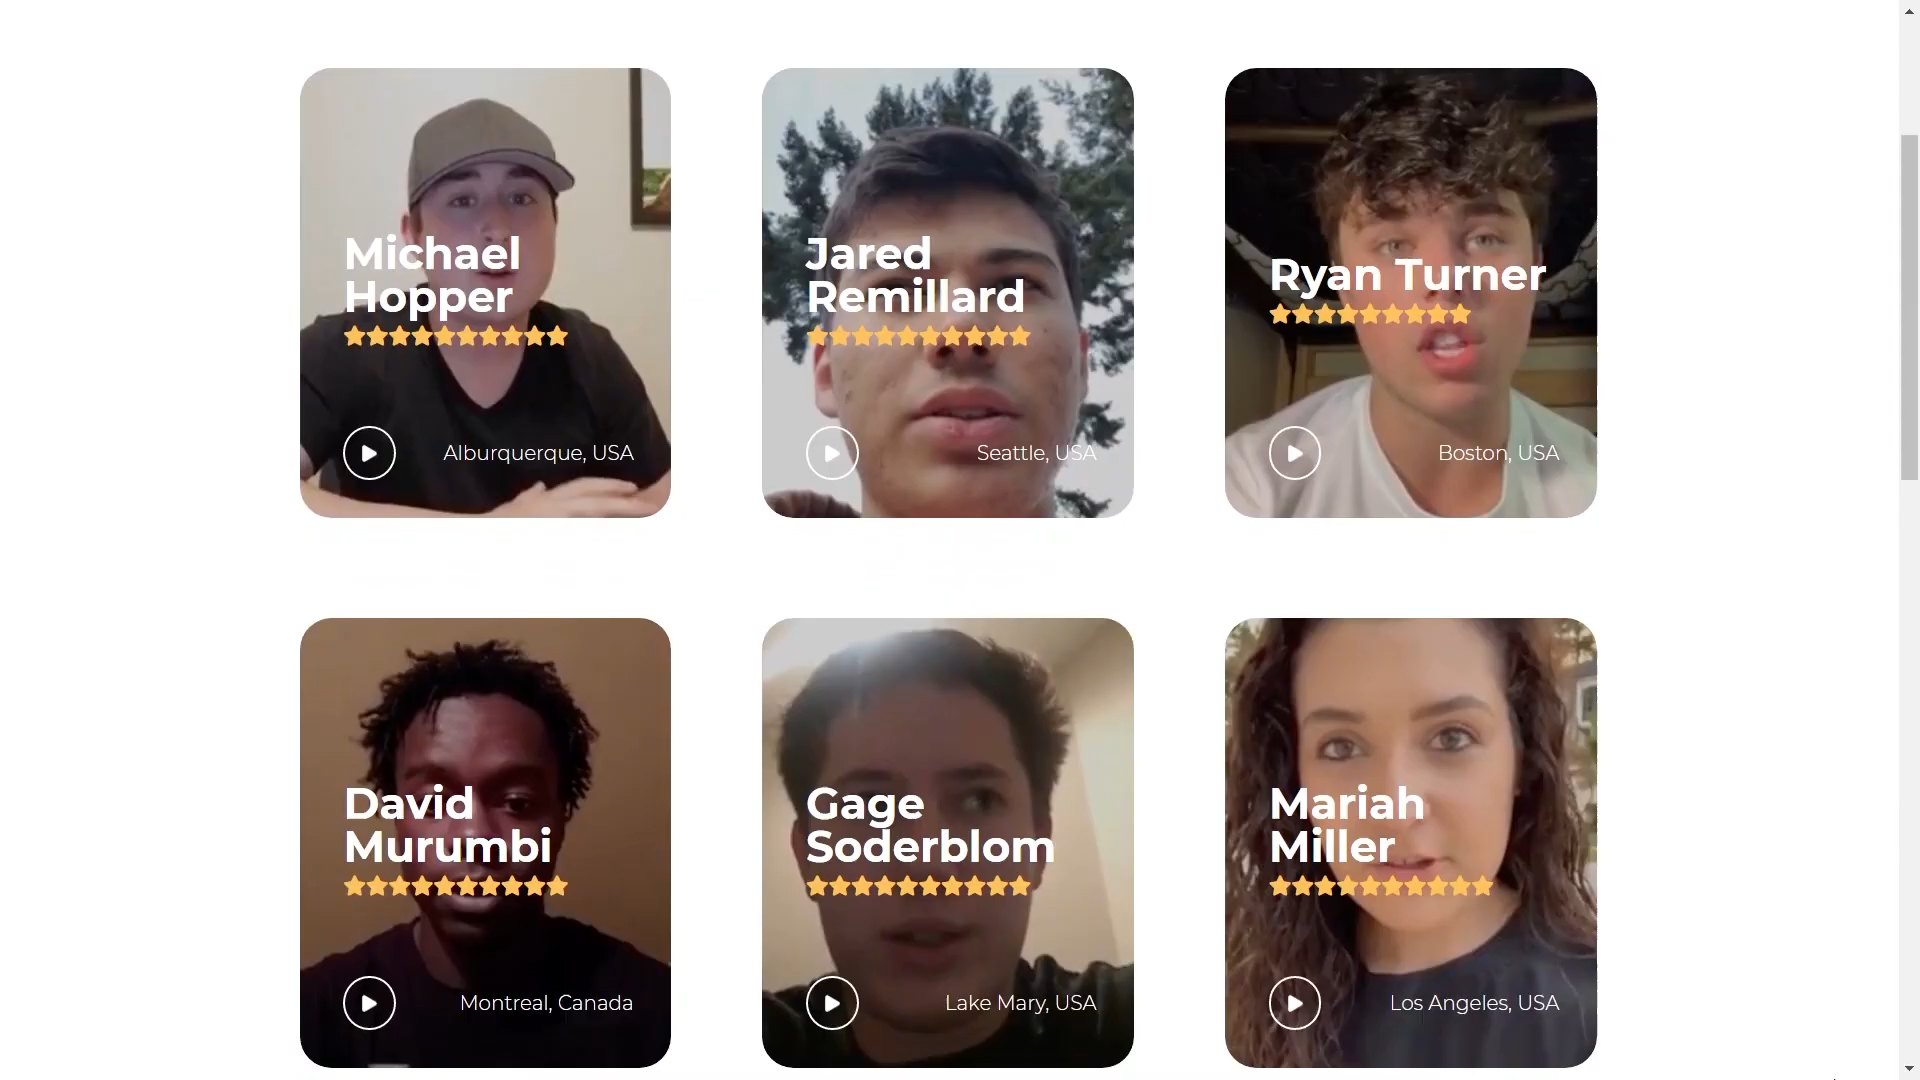 Michael
Hopper
Alburquerque, USA
Jared
Remillard
Seattle, USA
Ryan Turner
Boston, USA
David
Murumbi
Montreal, Canada
Gage
Soderblom
Lake Mary, USA
Mariah
Miller
Los Angeles, USA